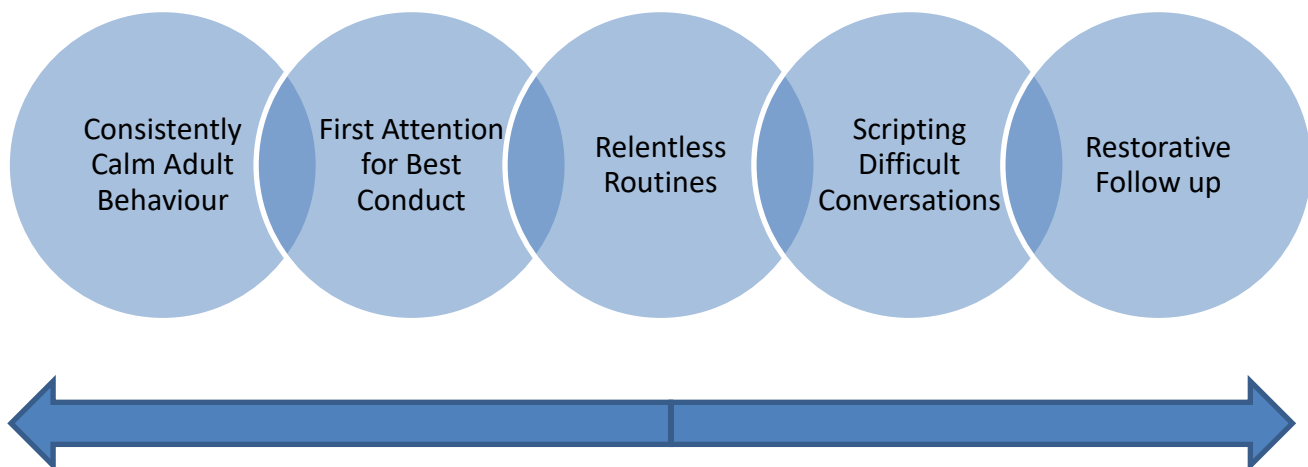 Consistently
Calm Adult
Behaviour
First Attention
for Best
Conduct
Relentless
Routines
Scripting
Difficult
Conversations
Restorative
Follow up